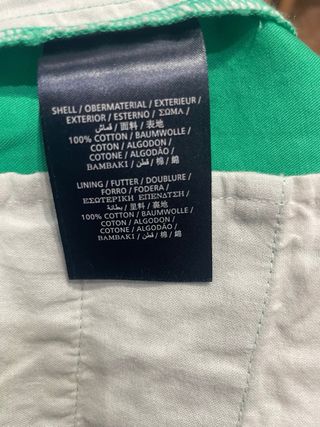 SHELL / OBERMATERIAL / EXTERIEUR /
EXTERIOR / ESTERNO / ΣΩΜΑ /
قماش / 面料 / 表地
100% COTTON / BAUMWOLLE /
COTON / ALGODON /
COTONE / ALGODÃO /
BAMBAKI / قطن / 棉 / 綿
LINING / FUTTER / DOUBLURE /
FORRO / FODERA /
ΕΣΩΤΕΡΙΚΗ ΕΠΕΝΔΥΣΗ /
بطانة / 里料 / 裏地
100% COTTON / BAUMWOLLE /
COTON / ALGODON /
COTONE / ALGODÃO /
BAMBAKI / قطن / 棉 / 綿